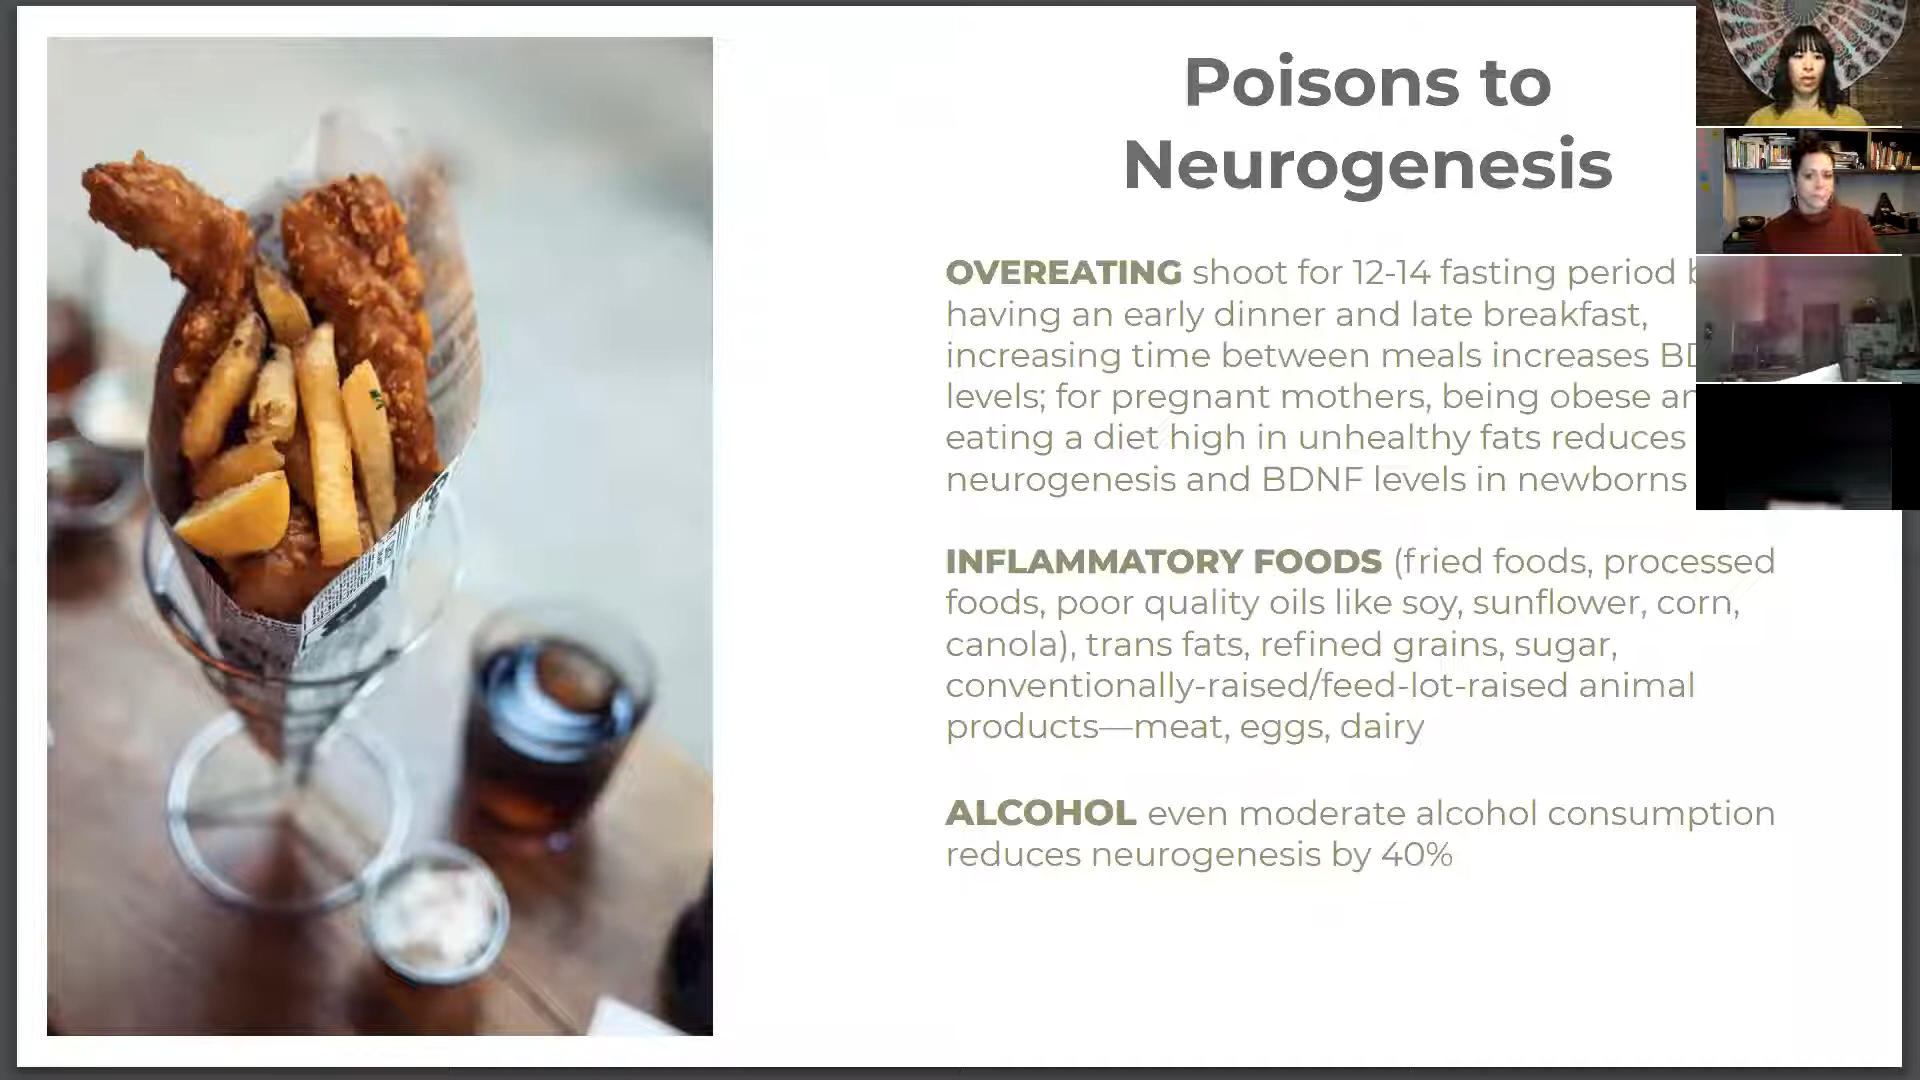 Poisons to
Neurogenesis
OVEREATING shoot for 12-14 fasting period
having an early dinner and late breakfast,
increasing time between meals increases
levels; for pregnant mothers, being obese
eating a diet high in unhealthy fats reduces
neurogenesis and BDNF levels in newborns
INFLAMMATORY FOODS (fried foods, processed
foods, poor quality oils like soy, sunflower, corn,
canola), trans fats, refined grains, sugar,
conventionally-raised/feed-lot-raised animal
products—meat, eggs, dairy
ALCOHOL even moderate alcohol consumption
reduces neurogenesis by 40%